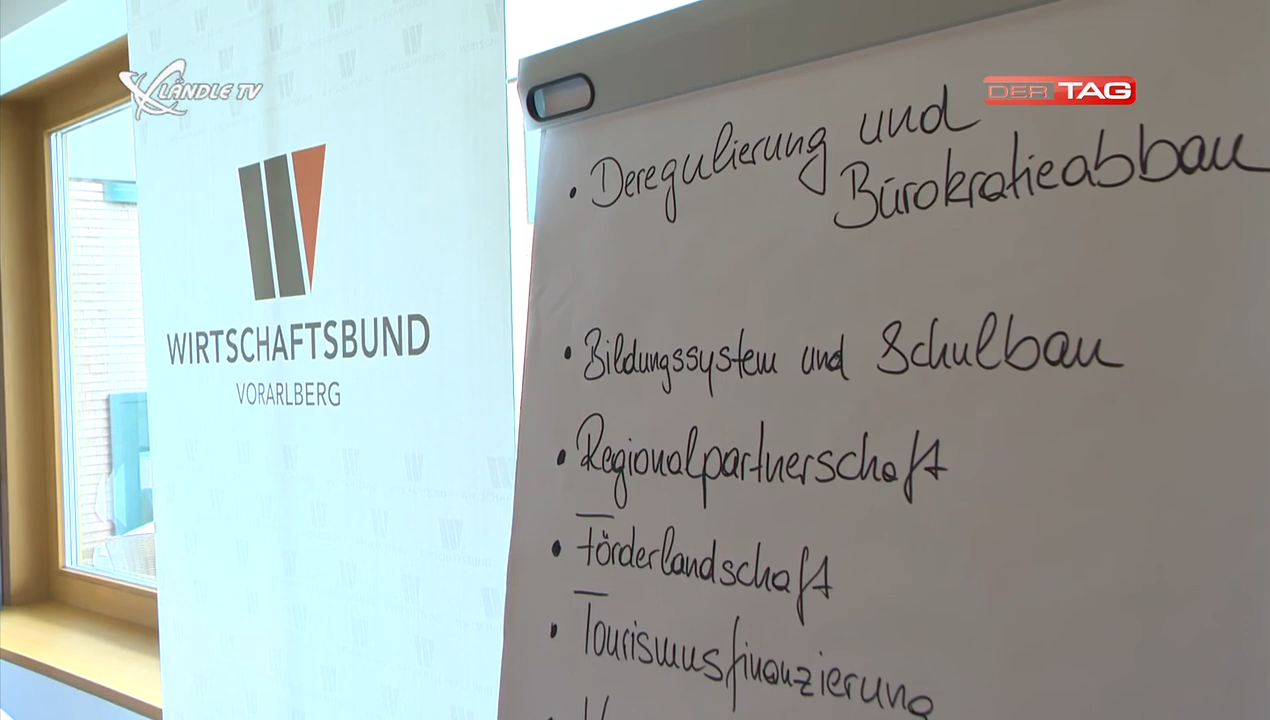 LÄNDLE TV
DER TAG
WIRTSCHAFTSBUND
VORARLBERG
• Deregulierung und
Bürokratieabbau
• Bildungssystem und Schulbau
• Regionalpartnerschaft
• Förderlandschaft
• Tourismusfinanzierung